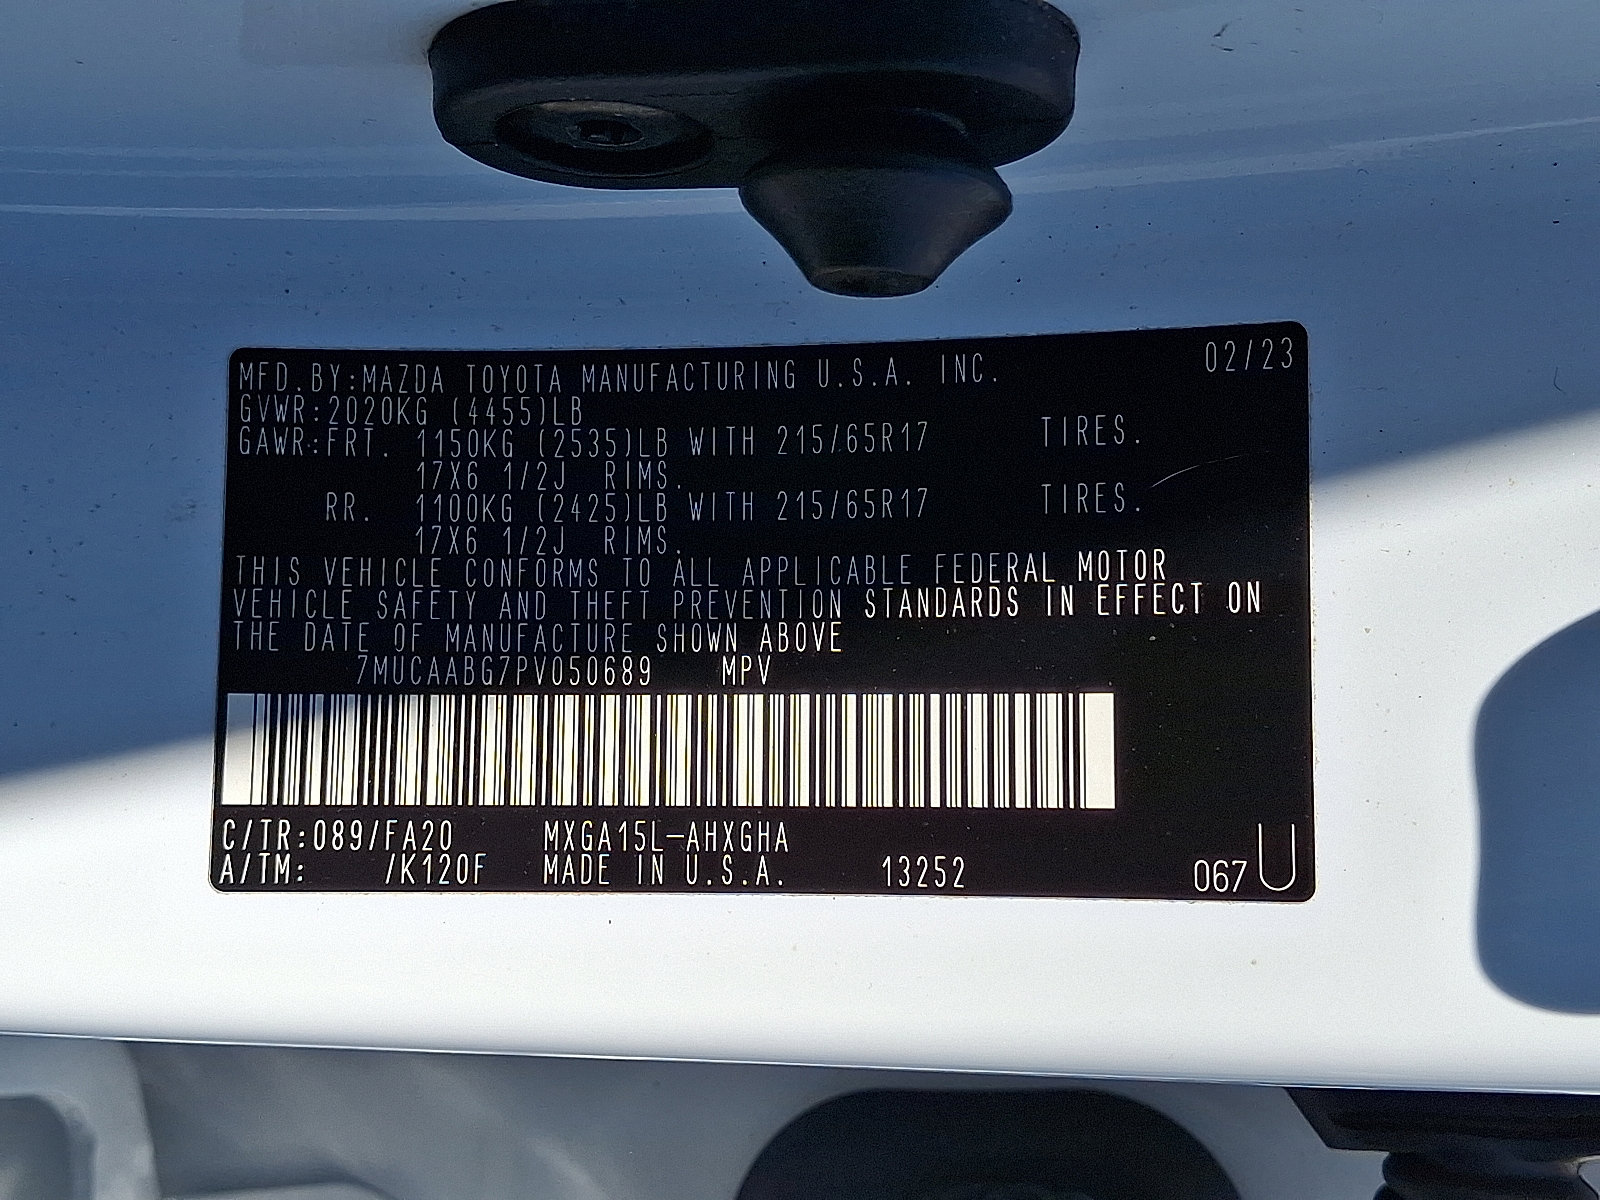 MFD.BY:MAZDA TOYOTA MANUFACTURING U.S.A. INC. 02/23
GVWR:2020KG (4455)LB
GAWR:FRT. 1150KG (2535)LB WITH 215/65R17 TIRES.
17X6 1/2J RIMS.
RR. 1100KG (2425)LB WITH 215/65R17 TIRES.
17X6 1/2J RIMS.
THIS VEHICLE CONFORMS TO ALL APPLICABLE FEDERAL MOTOR
VEHICLE SAFETY AND THEFT PREVENTION STANDARDS IN EFFECT ON
THE DATE OF MANUFACTURE SHOWN ABOVE
7MUCAABG7PV050689 MPV
C/TR:089/FA20 MXGA15L-AHXGHA
A/TM: /K120F MADE IN U.S.A. 13252 067 U